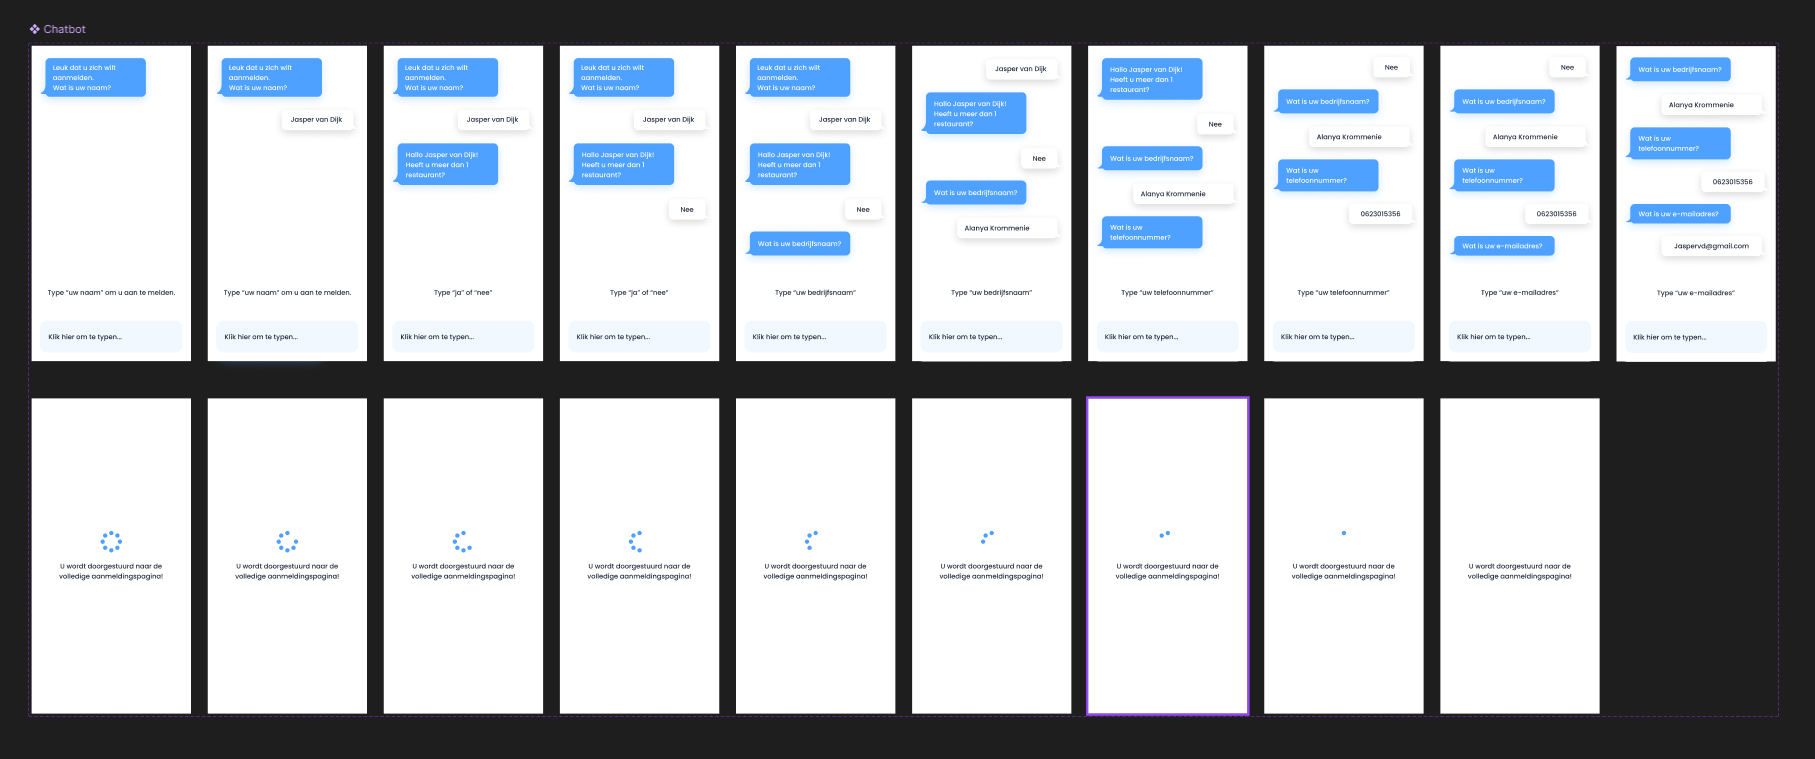 Chatbot
Leuk dat u zich wilt
aanmelden.
Wat is uw naam?
Type “uw naam” om u aan te melden.
Klik hier om te typen...
Leuk dat u zich wilt
aanmelden.
Wat is uw naam?
Jasper van Dijk
Type “uw naam” om u aan te melden.
Klik hier om te typen...
Leuk dat u zich wilt
aanmelden.
Wat is uw naam?
Jasper van Dijk
Hallo Jasper van Dijk!
Heeft u meer dan 1
restaurant?
Type “ja” of “nee”
Klik hier om te typen...
Leuk dat u zich wilt
aanmelden.
Wat is uw naam?
Jasper van Dijk
Hallo Jasper van Dijk!
Heeft u meer dan 1
restaurant?
Nee
Type “ja” of “nee”
Klik hier om te typen...
Leuk dat u zich wilt
aanmelden.
Wat is uw naam?
Jasper van Dijk
Hallo Jasper van Dijk!
Heeft u meer dan 1
restaurant?
Nee
Wat is uw bedrijfsnaam?
Type “uw bedrijfsnaam”
Klik hier om te typen...
Jasper van Dijk
Hallo Jasper van Dijk!
Heeft u meer dan 1
restaurant?
Nee
Wat is uw bedrijfsnaam?
Alanya Krommenie
Type “uw bedrijfsnaam”
Klik hier om te typen...
Hallo Jasper van Dijk!
Heeft u meer dan 1
restaurant?
Nee
Wat is uw bedrijfsnaam?
Alanya Krommenie
Wat is uw
telefoonnummer?
Type “uw telefoonnummer”
Klik hier om te typen...
Nee
Wat is uw bedrijfsnaam?
Alanya Krommenie
Wat is uw
telefoonnummer?
0623015356
Type “uw telefoonnummer”
Klik hier om te typen...
Nee
Wat is uw bedrijfsnaam?
Alanya Krommenie
Wat is uw
telefoonnummer?
0623015356
Wat is uw e-mailadres?
Type “uw e-mailadres”
Klik hier om te typen...
Wat is uw bedrijfsnaam?
Alanya Krommenie
Wat is uw
telefoonnummer?
0623015356
Wat is uw e-mailadres?
Jaspervd@gmail.com
Type “uw e-mailadres”
Klik hier om te typen...
U wordt doorgestuurd naar de
volledige aanmeldingspagina!
U wordt doorgestuurd naar de
volledige aanmeldingspagina!
U wordt doorgestuurd naar de
volledige aanmeldingspagina!
U wordt doorgestuurd naar de
volledige aanmeldingspagina!
U wordt doorgestuurd naar de
volledige aanmeldingspagina!
U wordt doorgestuurd naar de
volledige aanmeldingspagina!
U wordt doorgestuurd naar de
volledige aanmeldingspagina!
U wordt doorgestuurd naar de
volledige aanmeldingspagina!
U wordt doorgestuurd naar de
volledige aanmeldingspagina!